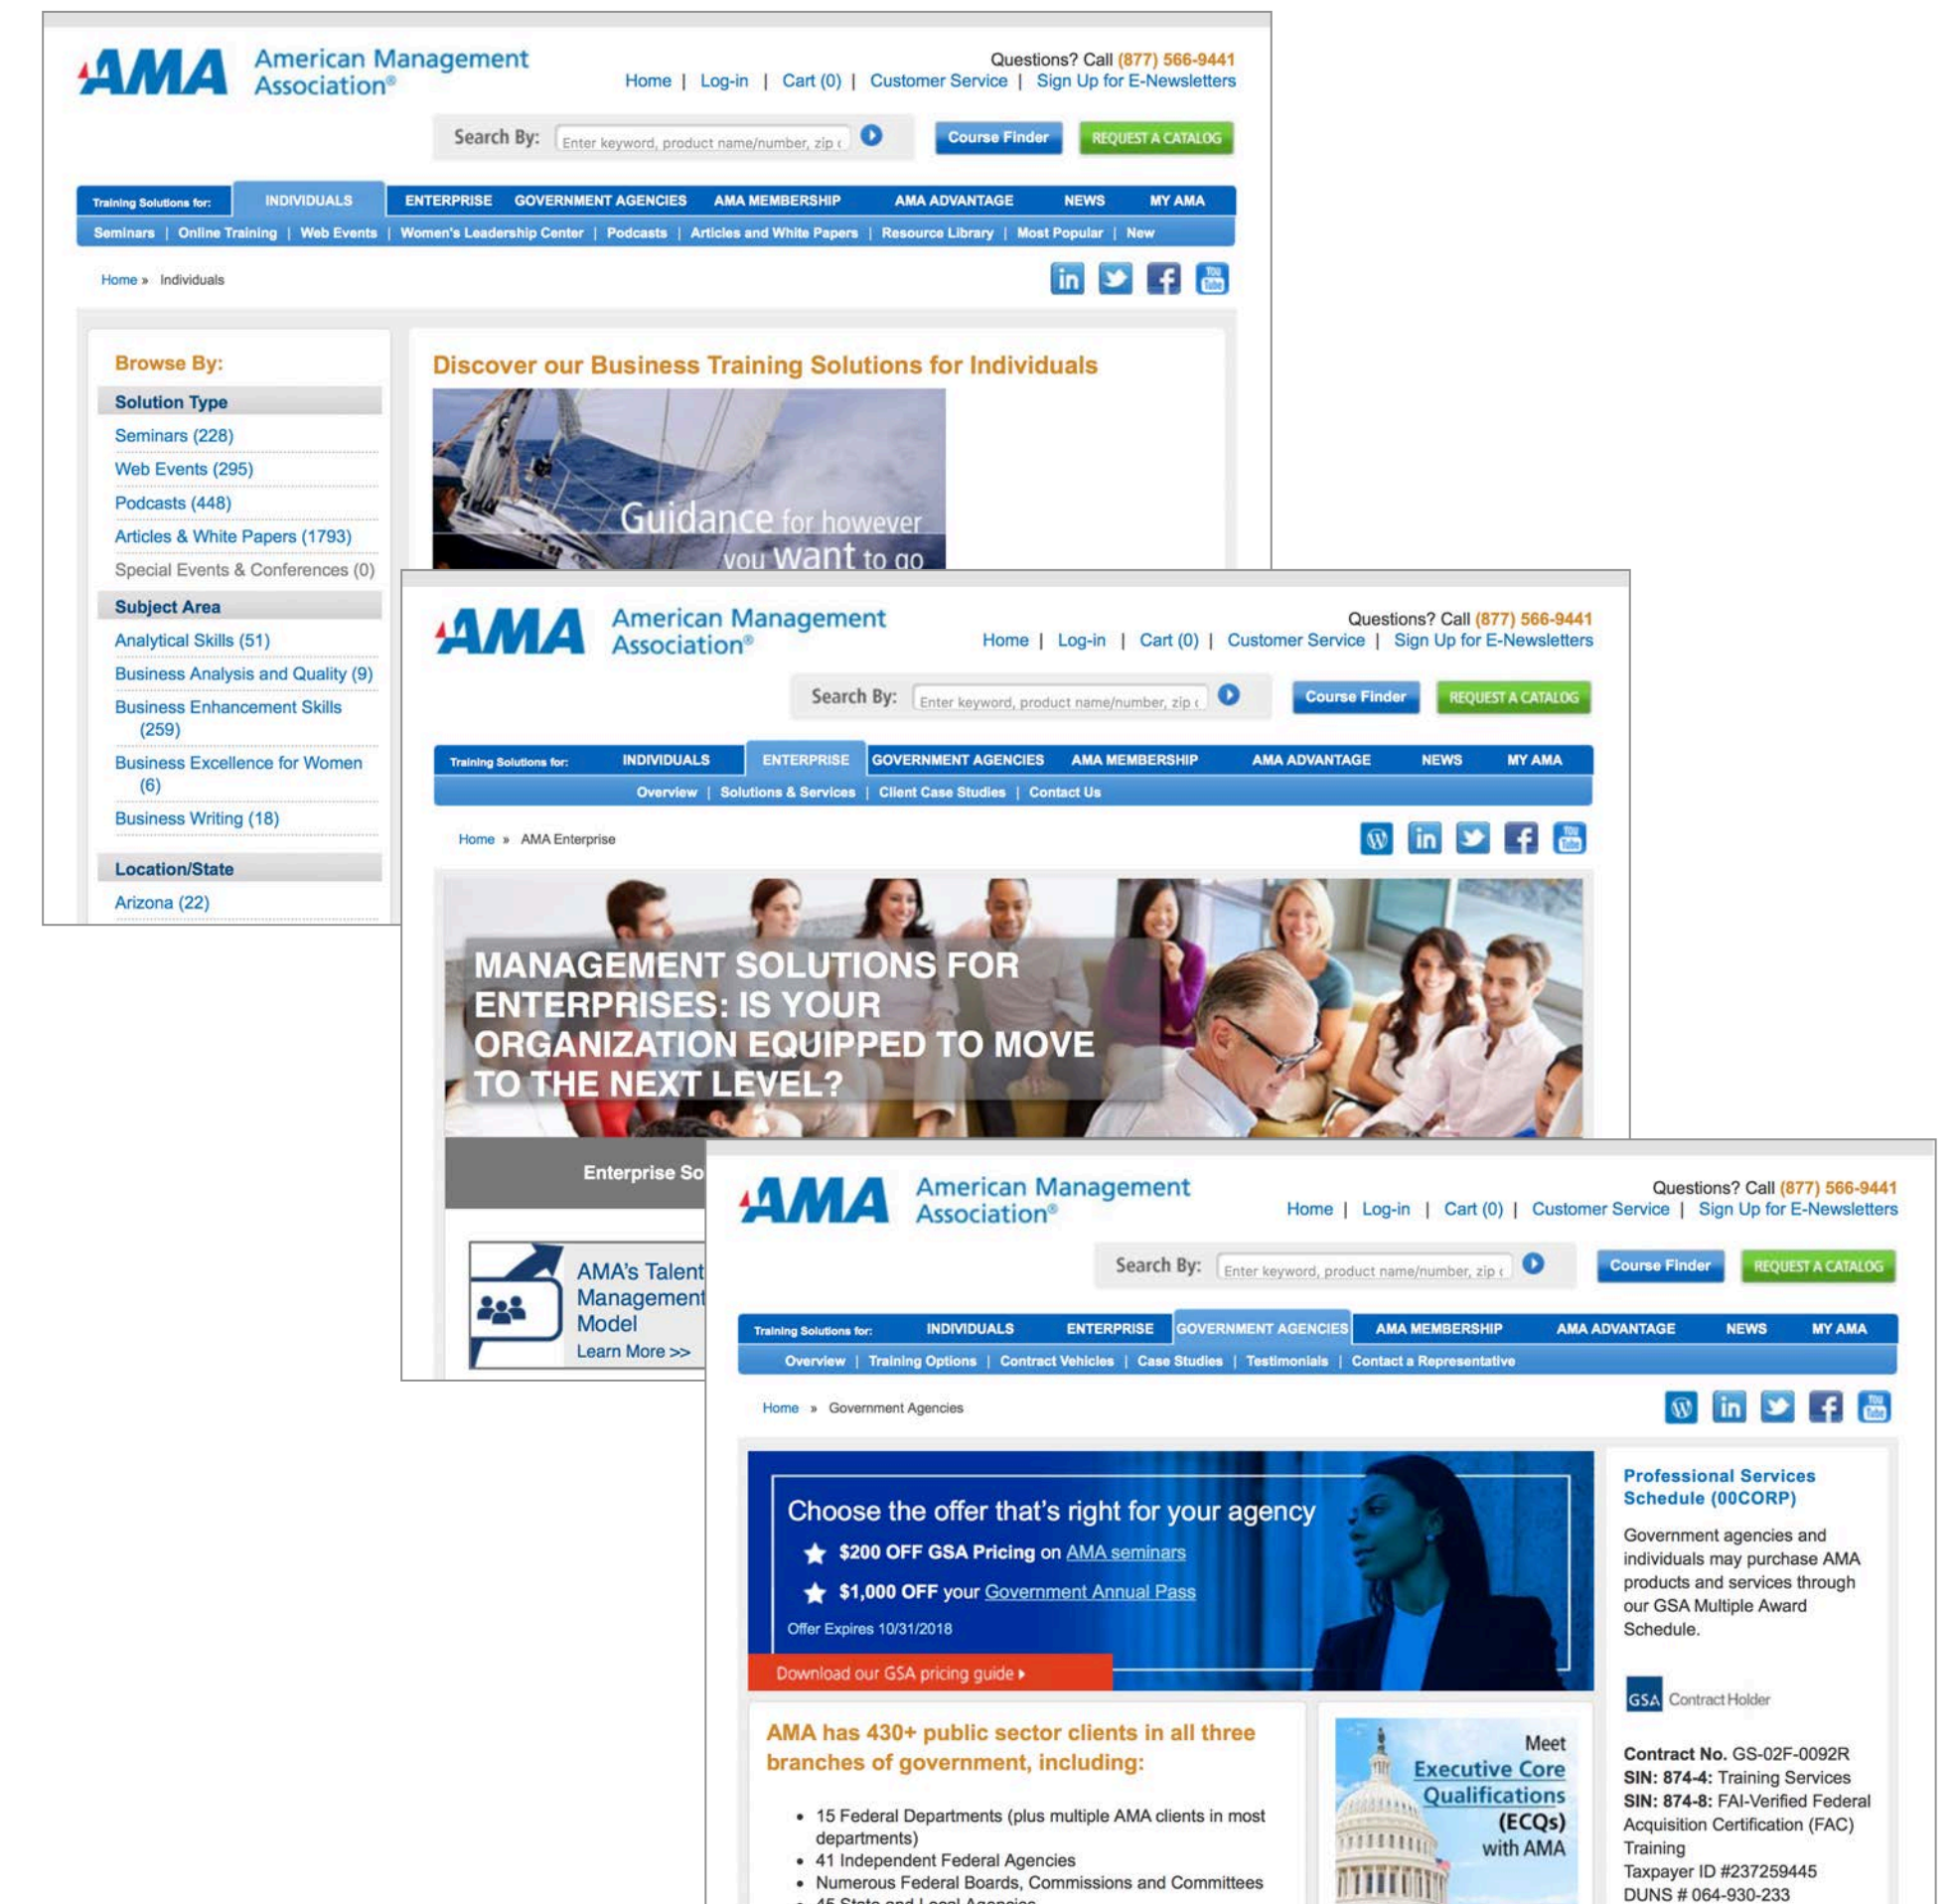 AMA American Management
Association®
Questions? Call (877) 566-9441
Home | Log-in | Cart (0) | Customer Service | Sign Up for E-Newsletters
Search By: Enter keyword, product name/number, zip c
Course Finder
REQUEST A CATALOG
Training Solutions for: INDIVIDUALS ENTERPRISE GOVERNMENT AGENCIES AMA MEMBERSHIP AMA ADVANTAGE NEWS MY AMA
Seminars | Online Training | Web Events | Women's Leadership Center | Podcasts | Articles and White Papers | Resource Library | Most Popular | New
Home » Individuals
in
You Tube
Browse By:
Solution Type
Seminars (228)
Web Events (295)
Podcasts (448)
Articles & White Papers (1793)
Special Events & Conferences (0)
Subject Area
Analytical Skills (51)
Business Analysis and Quality (9)
Business Enhancement Skills
(259)
Business Excellence for Women
(6)
Business Writing (18)
Location/State
Arizona (22)
Discover our Business Training Solutions for Individuals
Guidance for however
you want to go
AMA American Management
Association®
Questions? Call (877) 566-9441
Home | Log-in | Cart (0) | Customer Service | Sign Up for E-Newsletters
Search By: Enter keyword, product name/number, zip c
Course Finder
REQUEST A CATALOG
Training Solutions for: INDIVIDUALS ENTERPRISE GOVERNMENT AGENCIES AMA MEMBERSHIP AMA ADVANTAGE NEWS MY AMA
Overview | Solutions & Services | Client Case Studies | Contact Us
Home » AMA Enterprise
in
You Tube
MANAGEMENT SOLUTIONS FOR
ENTERPRISES: IS YOUR
ORGANIZATION EQUIPPED TO MOVE
TO THE NEXT LEVEL?
Enterprise So
AMA's Talent
Management
Model
Learn More >>
AMA American Management
Association®
Questions? Call (877) 566-9441
Home | Log-in | Cart (0) | Customer Service | Sign Up for E-Newsletters
Search By: Enter keyword, product name/number, zip c
Course Finder
REQUEST A CATALOG
Training Solutions for: INDIVIDUALS ENTERPRISE GOVERNMENT AGENCIES AMA MEMBERSHIP AMA ADVANTAGE NEWS MY AMA
Overview | Training Options | Contract Vehicles | Case Studies | Testimonials | Contact a Representative
Home » Government Agencies
in
You Tube
Choose the offer that's right for your agency
$200 OFF GSA Pricing on AMA seminars
$1,000 OFF your Government Annual Pass
Offer Expires 10/31/2018
Download our GSA pricing guide
AMA has 430+ public sector clients in all three
branches of government, including:
• 15 Federal Departments (plus multiple AMA clients in most
departments)
• 41 Independent Federal Agencies
• Numerous Federal Boards, Commissions and Committees
• 45 State and Local Agencies
Meet
Executive Core
Qualifications
(ECQs)
with AMA
Professional Services
Schedule (00CORP)
Government agencies and
individuals may purchase AMA
products and services through
our GSA Multiple Award
Schedule.
GSA Contract Holder
Contract No. GS-02F-0092R
SIN: 874-4: Training Services
SIN: 874-8: FAI-Verified Federal
Acquisition Certification (FAC)
Training
Taxpayer ID #237259445
DUNS # 064-930-233